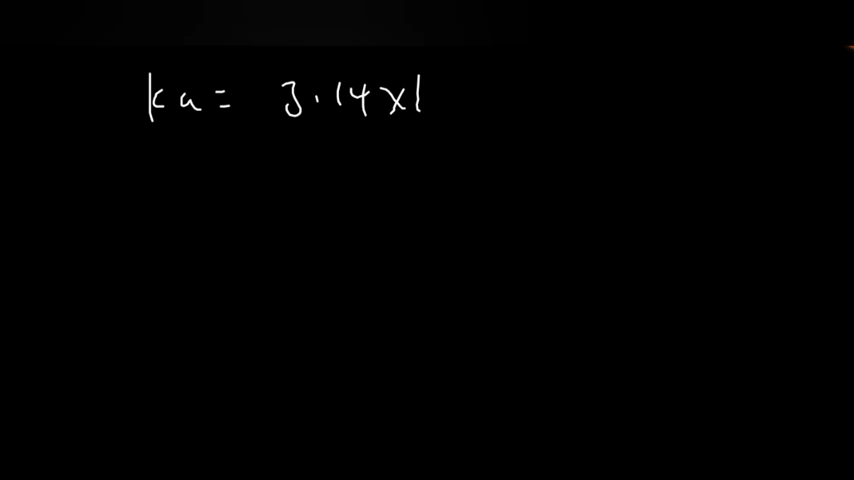 ka = 3.14x1